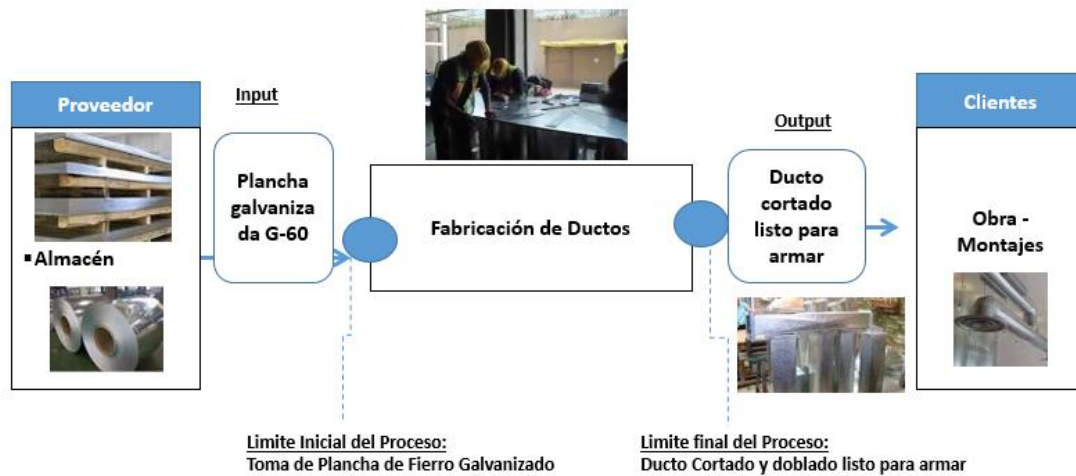 Proveedor
▪Almacén
Input
Plancha
galvaniza
da G-60
Fabricación de Ductos
Output
Ducto
cortado
listo para
armar
Clientes
Obra -
Montajes
Limite Inicial del Proceso:
Toma de Plancha de Fierro Galvanizado
Limite final del Proceso:
Ducto Cortado y doblado listo para armar